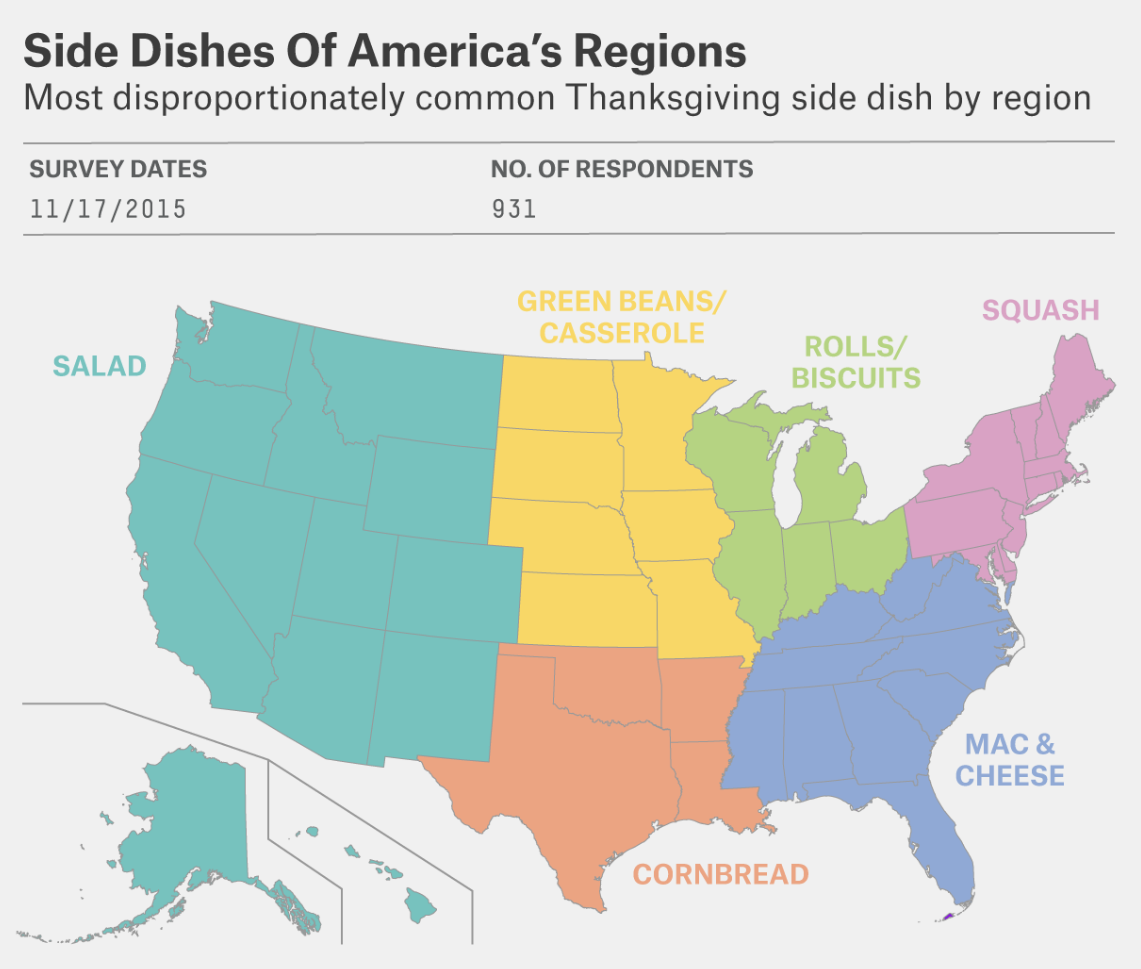 Side Dishes Of America's Regions
Most disproportionately common Thanksgiving side dish by region
SURVEY DATES
NO. OF RESPONDENTS
11/17/2015
931
GREEN BEANS/
CASSEROLE
SQUASH
SALAD
ROLLS/
BISCUITS
MAC &
CHEESE
CORNBREAD